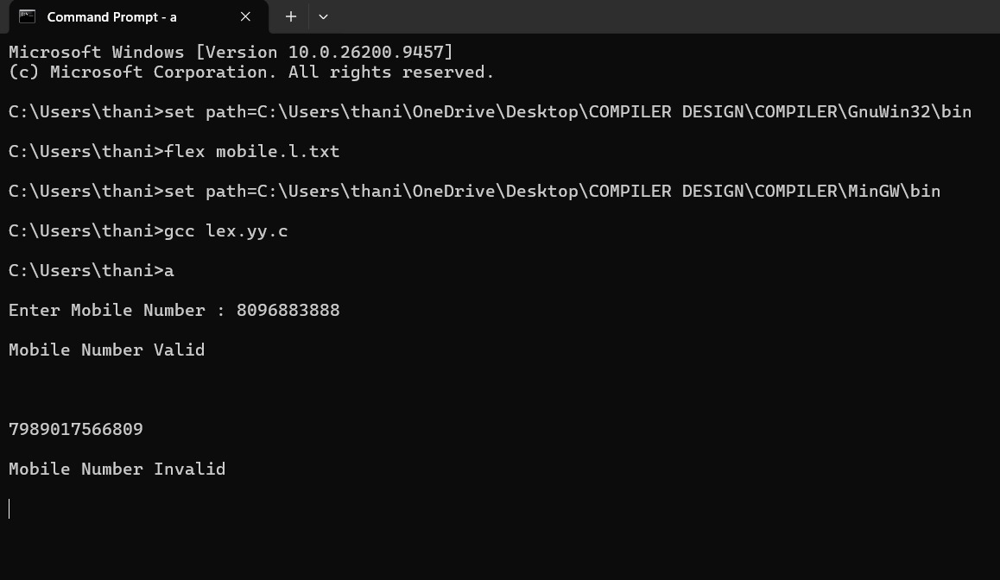 Command Prompt - a
Microsoft Windows [Version 10.0.26200.9457]
(c) Microsoft Corporation. All rights reserved.
C:\Users\thani>set path=C:\Users\thani\OneDrive\Desktop\COMPILER DESIGN\COMPILER\GnuWin32\bin
C:\Users\thani>flex mobile.l.txt
C:\Users\thani>set path=C:\Users\thani\OneDrive\Desktop\COMPILER DESIGN\COMPILER\MinGW\bin
C:\Users\thani>gcc lex.yy.c
C:\Users\thani>a
Enter Mobile Number : 8096883888
Mobile Number Valid
7989017566809
Mobile Number Invalid